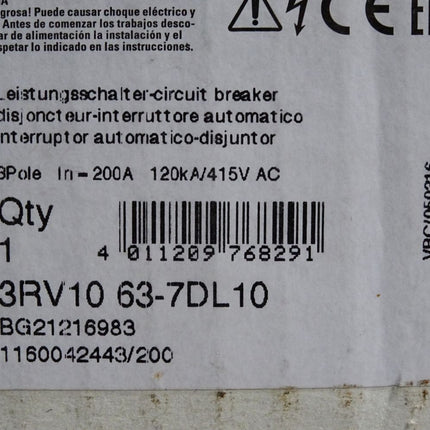 grosa! Puede causar choque eléctrico y
Antes de comenzar los trabajos desco-
ar de alimentación la instalación y el
spetar lo indicado en las instrucciones.
CE
Leistungsschalter-circuit breaker
disjoncteur-interruttore automatico
interruptor automatico-disjuntor
3Pole In=200A 120kA/415V AC
Qty
1
4 011209 768291
3RV10 63-7DL10
BG21216983
1160042443/200